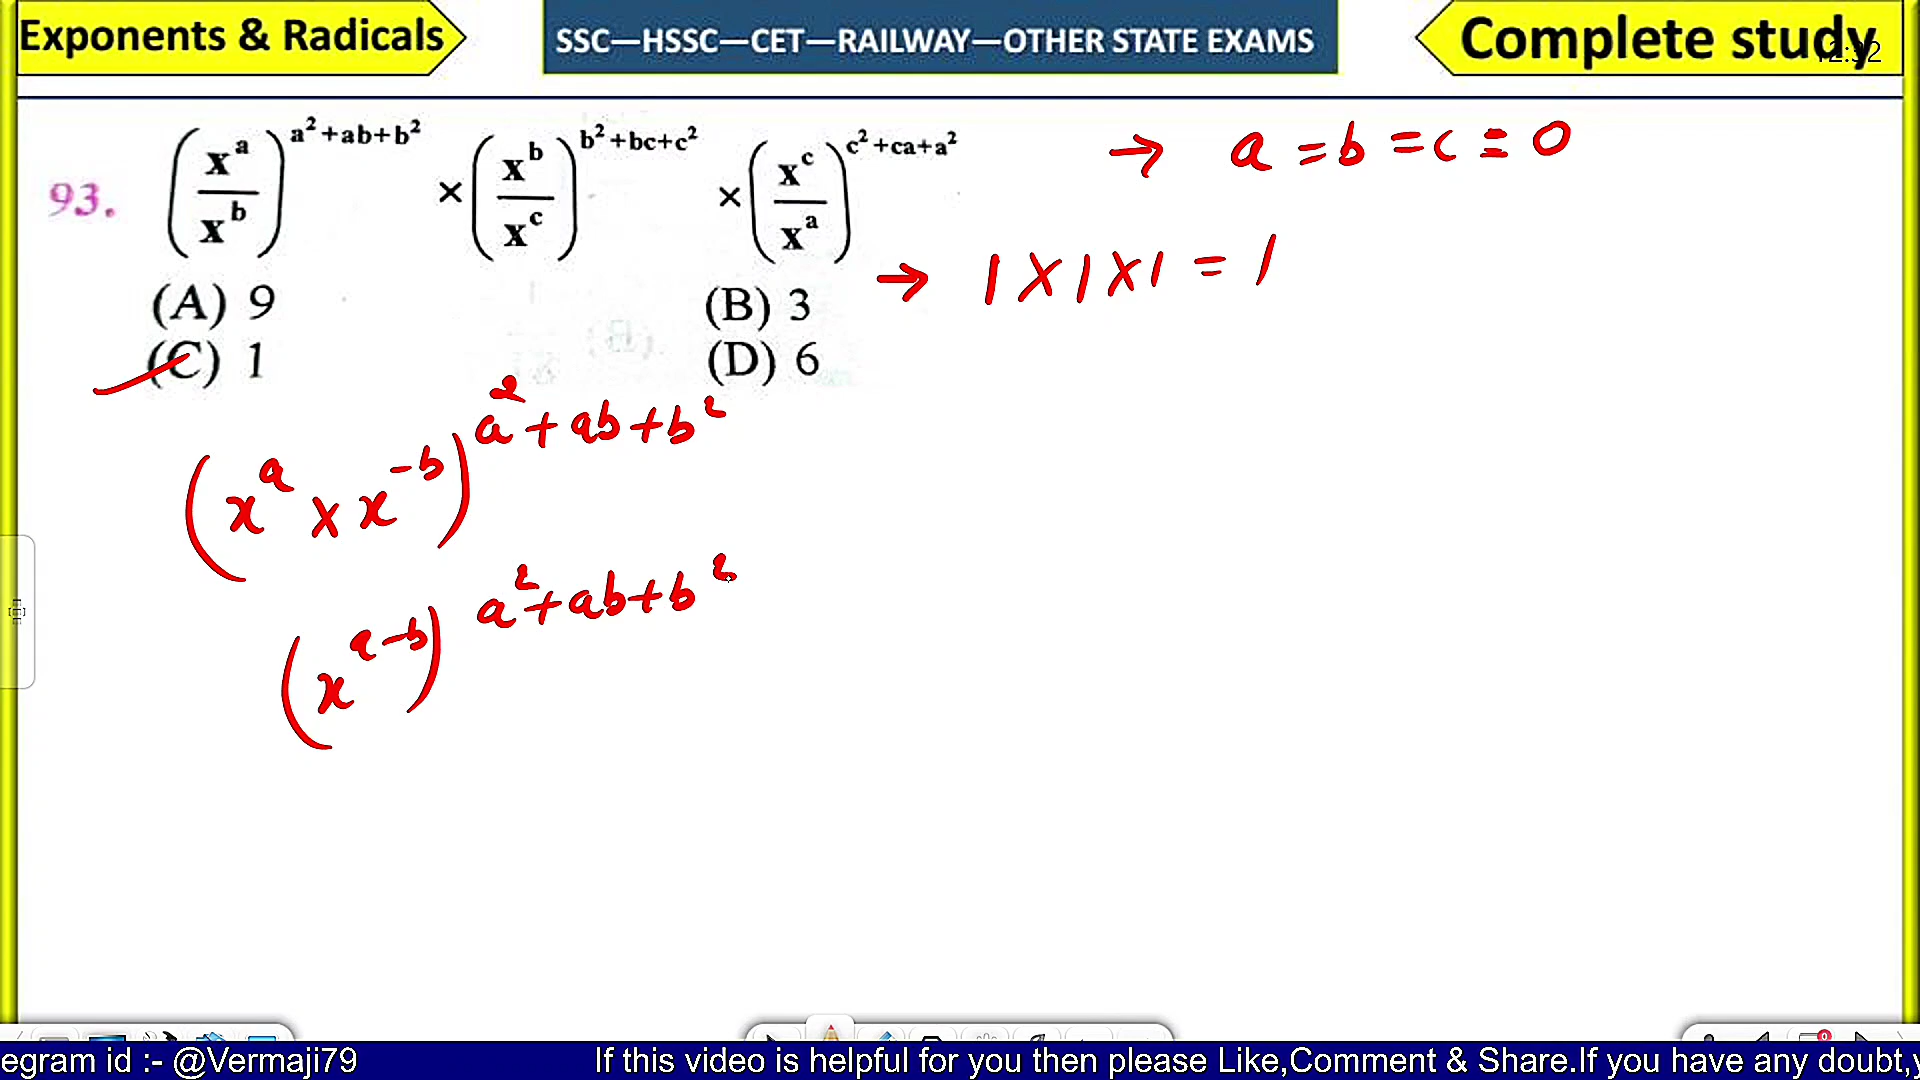 Exponents & Radicals
SSC—HSSC—CET—RAILWAY—OTHER STATE EXAMS
Complete study
12:32
93. (x^a/x^b)^(a²+ab+b²) × (x^b/x^c)^(b²+bc+c²) × (x^c/x^a)^(c²+ca+a²)
→ a = b = c = 0
→ 1 × 1 × 1 = 1
(A) 9 (B) 3
(C) 1 (D) 6
(x^a × x^-b)^(a²+ab+b²)
(x^(a-b))^(a²+ab+b²)
egram id :- @Vermaji79 If this video is helpful for you then please Like,Comment & Share.If you have any doubt,y